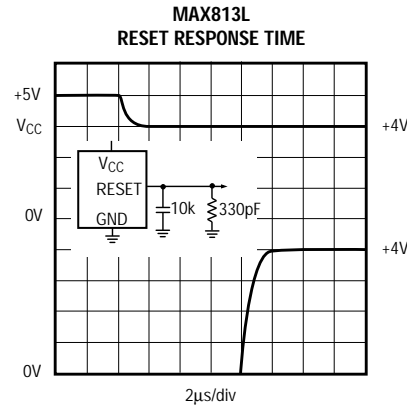 MAX813L
RESET RESPONSE TIME
+5V
VCC
+4V
VCC
RESET
10k
330pF
0V
GND
+4V
0V
2µs/div